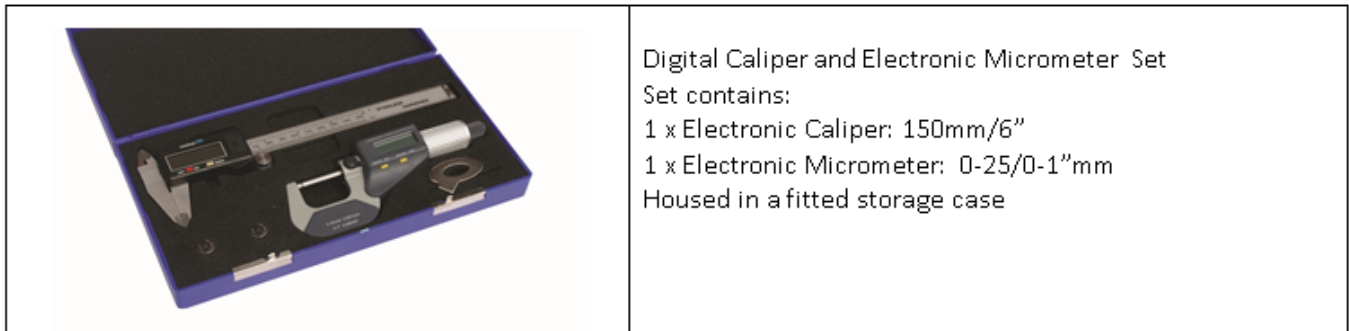 Digital Caliper and Electronic Micrometer Set
Set contains:
1 x Electronic Caliper: 150mm/6”
1 x Electronic Micrometer: 0-25/0-1”mm
Housed in a fitted storage case